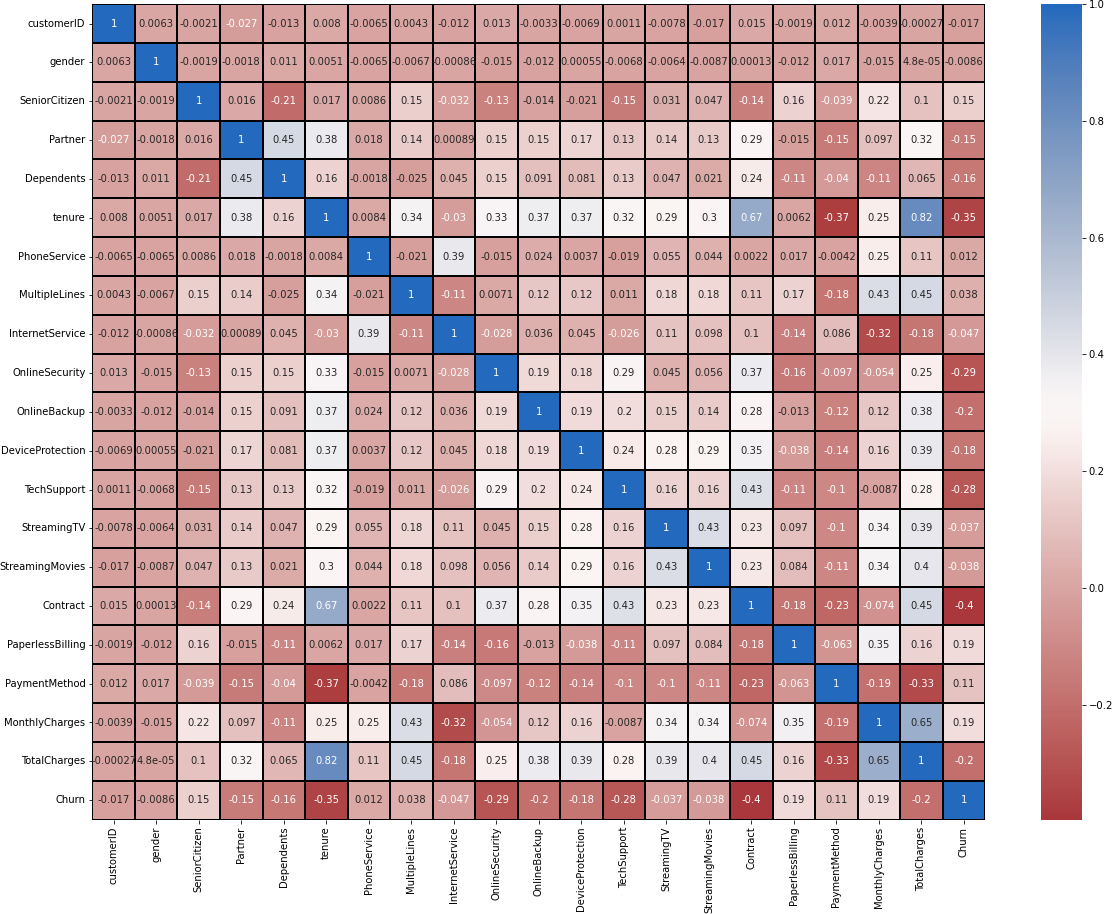 customerID 1 0.0063 -0.0021 -0.027 -0.013 0.008 -0.0065 0.0043 -0.012 0.013 -0.0033 -0.0069 0.0011 -0.0078 -0.017 0.015 -0.0019 0.012 -0.0039 -0.00027 -0.017
gender 0.0063 1 -0.0019 -0.0018 0.011 0.0051 -0.0065 -0.0067 -0.00086 -0.015 -0.012 0.00055 -0.0068 -0.0064 -0.0087 0.00013 -0.012 0.017 -0.015 4.8e-05 -0.0086
SeniorCitizen -0.0021 -0.0019 1 0.016 -0.21 0.017 0.0086 0.15 -0.032 -0.13 -0.014 -0.021 -0.15 0.031 0.047 -0.14 0.16 -0.039 0.22 0.1 0.15
Partner -0.027 -0.0018 0.016 1 0.45 0.38 0.018 0.14 0.00089 0.15 0.15 0.17 0.13 0.14 0.13 0.29 -0.015 -0.15 0.097 0.32 -0.15
Dependents -0.013 0.011 -0.21 0.45 1 0.16 -0.0018 -0.025 0.045 0.15 0.091 0.081 0.13 0.047 0.021 0.24 -0.11 -0.04 -0.11 0.065 -0.16
tenure 0.008 0.0051 0.017 0.38 0.16 1 0.0084 0.34 -0.03 0.33 0.37 0.37 0.32 0.29 0.3 0.67 0.0062 -0.37 0.25 0.82 -0.35
PhoneService -0.0065 -0.0065 0.0086 0.018 -0.0018 0.0084 1 -0.021 0.39 -0.015 0.024 0.0037 -0.019 0.055 0.044 0.0022 0.017 -0.0042 0.25 0.11 0.012
MultipleLines 0.0043 -0.0067 0.15 0.14 -0.025 0.34 -0.021 1 -0.11 0.0071 0.12 0.12 0.011 0.18 0.18 0.11 0.17 -0.18 0.43 0.45 0.038
InternetService -0.012 -0.00086 -0.032 0.00089 0.045 -0.03 0.39 -0.11 1 -0.028 0.036 0.045 -0.026 0.11 0.098 0.1 -0.14 0.086 -0.32 -0.18 -0.047
OnlineSecurity 0.013 -0.015 -0.13 0.15 0.15 0.33 -0.015 0.0071 -0.028 1 0.19 0.18 0.29 0.045 0.056 0.37 -0.16 -0.097 -0.054 0.25 -0.29
OnlineBackup -0.0033 -0.012 -0.014 0.15 0.091 0.37 0.024 0.12 0.036 0.19 1 0.19 0.2 0.15 0.14 0.28 -0.013 -0.12 0.12 0.38 -0.2
DeviceProtection -0.0069 0.00055 -0.021 0.17 0.081 0.37 0.0037 0.12 0.045 0.18 0.19 1 0.24 0.28 0.29 0.35 -0.038 -0.14 0.16 0.39 -0.18
TechSupport 0.0011 -0.0068 -0.15 0.13 0.13 0.32 -0.019 0.011 -0.026 0.29 0.2 0.24 1 0.16 0.16 0.43 -0.11 -0.1 -0.0087 0.28 -0.28
StreamingTV -0.0078 -0.0064 0.031 0.14 0.047 0.29 0.055 0.18 0.11 0.045 0.15 0.28 0.16 1 0.43 0.23 0.097 -0.1 0.34 0.39 -0.037
StreamingMovies -0.017 -0.0087 0.047 0.13 0.021 0.3 0.044 0.18 0.098 0.056 0.14 0.29 0.16 0.43 1 0.23 0.084 -0.11 0.34 0.4 -0.038
Contract 0.015 0.00013 -0.14 0.29 0.24 0.67 0.0022 0.11 0.1 0.37 0.28 0.35 0.43 0.23 0.23 1 -0.18 -0.23 -0.074 0.45 -0.4
PaperlessBilling -0.0019 -0.012 0.16 -0.015 -0.11 0.0062 0.017 0.17 -0.14 -0.16 -0.013 -0.038 -0.11 0.097 0.084 -0.18 1 -0.063 0.35 0.16 0.19
PaymentMethod 0.012 0.017 -0.039 -0.15 -0.04 -0.37 -0.0042 -0.18 0.086 -0.097 -0.12 -0.14 -0.1 -0.1 -0.11 -0.23 -0.063 1 -0.19 -0.33 0.11
MonthlyCharges -0.0039 -0.015 0.22 0.097 -0.11 0.25 0.25 0.43 -0.32 -0.054 0.12 0.16 -0.0087 0.34 0.34 -0.074 0.35 -0.19 1 0.65 0.19
TotalCharges -0.00027 4.8e-05 0.1 0.32 0.065 0.82 0.11 0.45 -0.18 0.25 0.38 0.39 0.28 0.39 0.4 0.45 0.16 -0.33 0.65 1 -0.2
Churn -0.017 -0.0086 0.15 -0.15 -0.16 -0.35 0.012 0.038 -0.047 -0.29 -0.2 -0.18 -0.28 -0.037 -0.038 -0.4 0.19 0.11 0.19 -0.2 1
customerID gender SeniorCitizen Partner Dependents tenure PhoneService MultipleLines InternetService OnlineSecurity OnlineBackup DeviceProtection TechSupport StreamingTV StreamingMovies Contract PaperlessBilling PaymentMethod MonthlyCharges TotalCharges Churn
1.0
0.8
0.6
0.4
0.2
0.0
−0.2